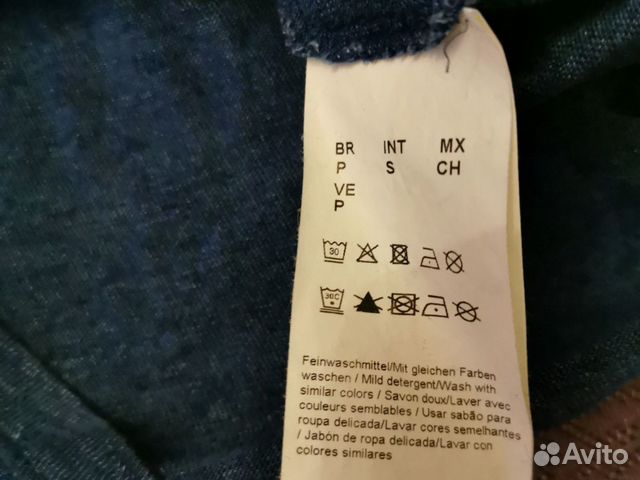 BR INT MX
P S CH
VE
P
30
30C
Feinwaschmittel/Mit gleichen Farben
waschen / Mild detergent/Wash with
similar colors / Savon doux/Laver avec
couleurs semblables / Usar sabão para
roupa delicada/Lavar cores semelhantes
/ Jabón de ropa delicada/Lavar con
colores similares
Avito